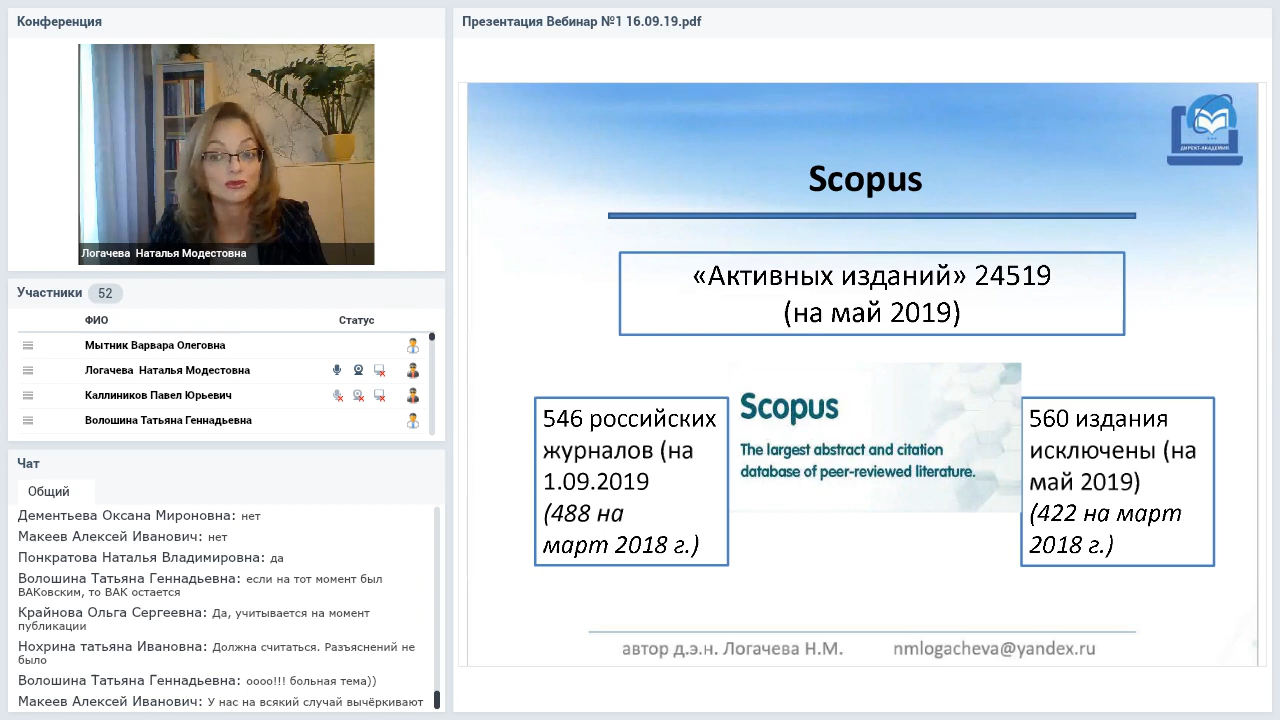 Конференция
Логачева Наталья Модестовна
Участники 52
ФИО Статус
Мытник Варвара Олеговна
Логачева Наталья Модестовна
Каллиников Павел Юрьевич
Волошина Татьяна Геннадьевна
Чат
Общий
Дементьева Оксана Мироновна: нет
Макеев Алексей Иванович: нет
Понкратова Наталья Владимировна: да
Волошина Татьяна Геннадьевна: если на тот момент был
ВАКовским, то ВАК остается
Крайнова Ольга Сергеевна: Да, учитывается на момент
публикации
Нохрина татьяна Ивановна: Должна считаться. Разъяснений не
было
Волошина Татьяна Геннадьевна: оооо!!! больная тема))
Макеев Алексей Иванович: У нас на всякий случай вычёркивают
Презентация Вебинар №1 16.09.19.pdf
ДИРЕКТ-АКАДЕМИЯ
Scopus
«Активных изданий» 24519
(на май 2019)
546 российских
журналов (на
1.09.2019
(488 на
март 2018 г.)
Scopus
The largest abstract and citation
database of peer-reviewed literature.
560 издания
исключены (на
май 2019)
(422 на март
2018 г.)
автор д.э.н. Логачева Н.М. nmlogacheva@yandex.ru